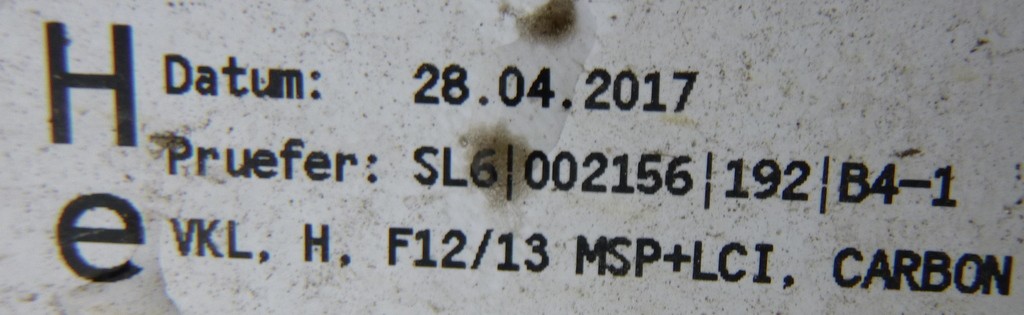 H
Datum: 28.04.2017
Pruefer: SL6|002156|192|B4-1
e
VKL, H, F12/13 MSP+LCI, CARBON